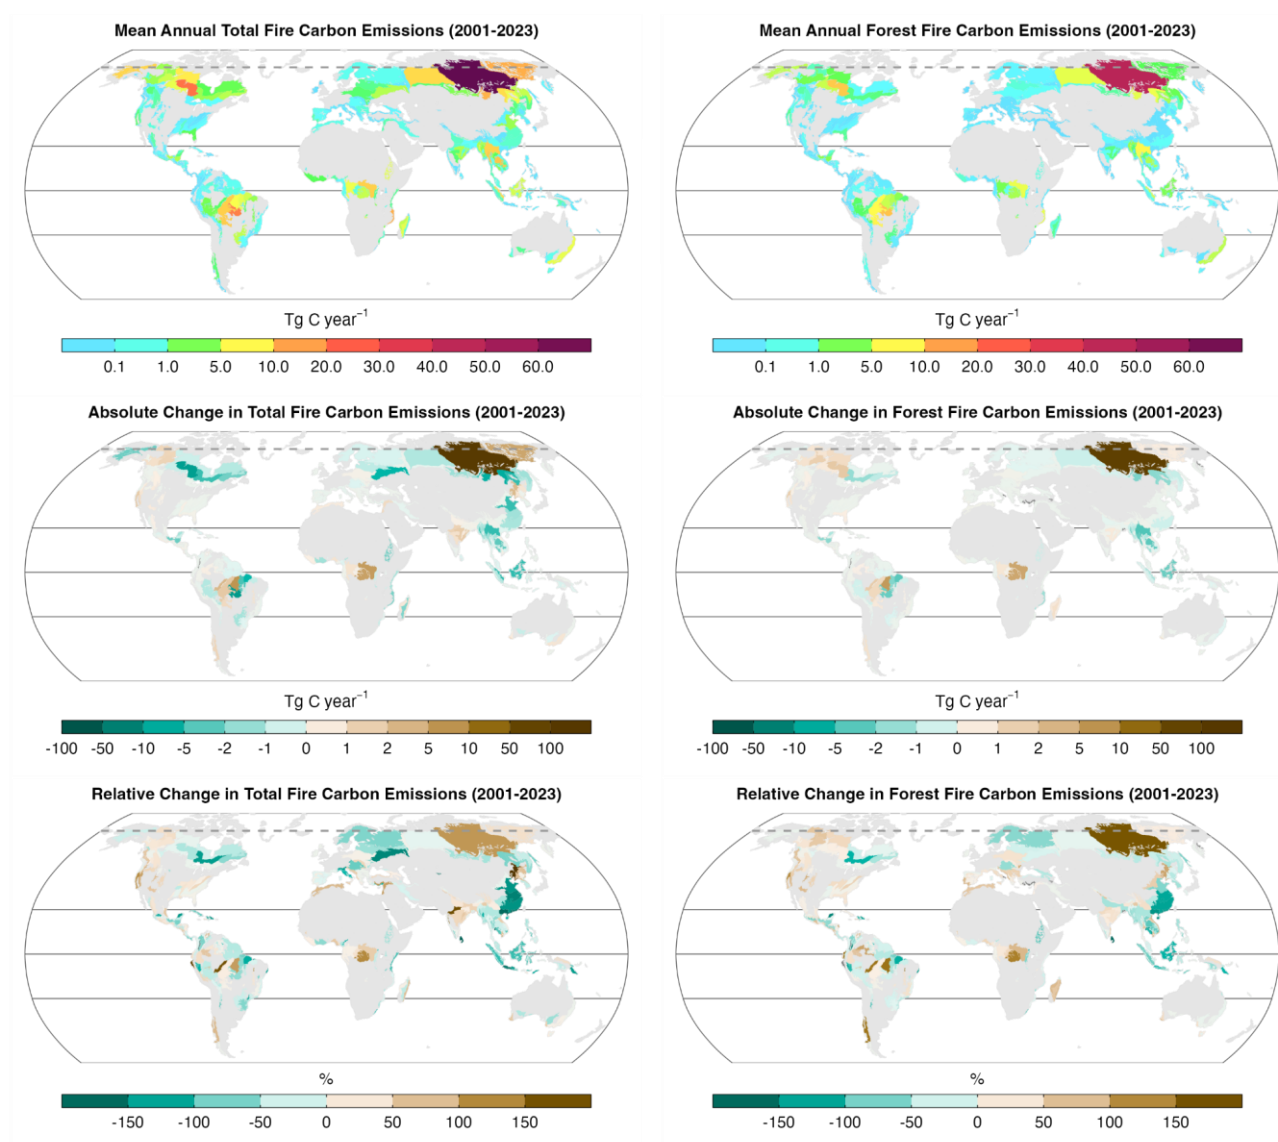 Mean Annual Total Fire Carbon Emissions (2001-2023)
Mean Annual Forest Fire Carbon Emissions (2001-2023)
Tg C year⁻¹
Tg C year⁻¹
0.1 1.0 5.0 10.0 20.0 30.0 40.0 50.0 60.0
0.1 1.0 5.0 10.0 20.0 30.0 40.0 50.0 60.0
Absolute Change in Total Fire Carbon Emissions (2001-2023)
Absolute Change in Forest Fire Carbon Emissions (2001-2023)
Tg C year⁻¹
Tg C year⁻¹
-100 -50 -10 -5 -2 -1 0 1 2 5 10 50 100
-100 -50 -10 -5 -2 -1 0 1 2 5 10 50 100
Relative Change in Total Fire Carbon Emissions (2001-2023)
Relative Change in Forest Fire Carbon Emissions (2001-2023)
%
%
-150 -100 -50 0 50 100 150
-150 -100 -50 0 50 100 150